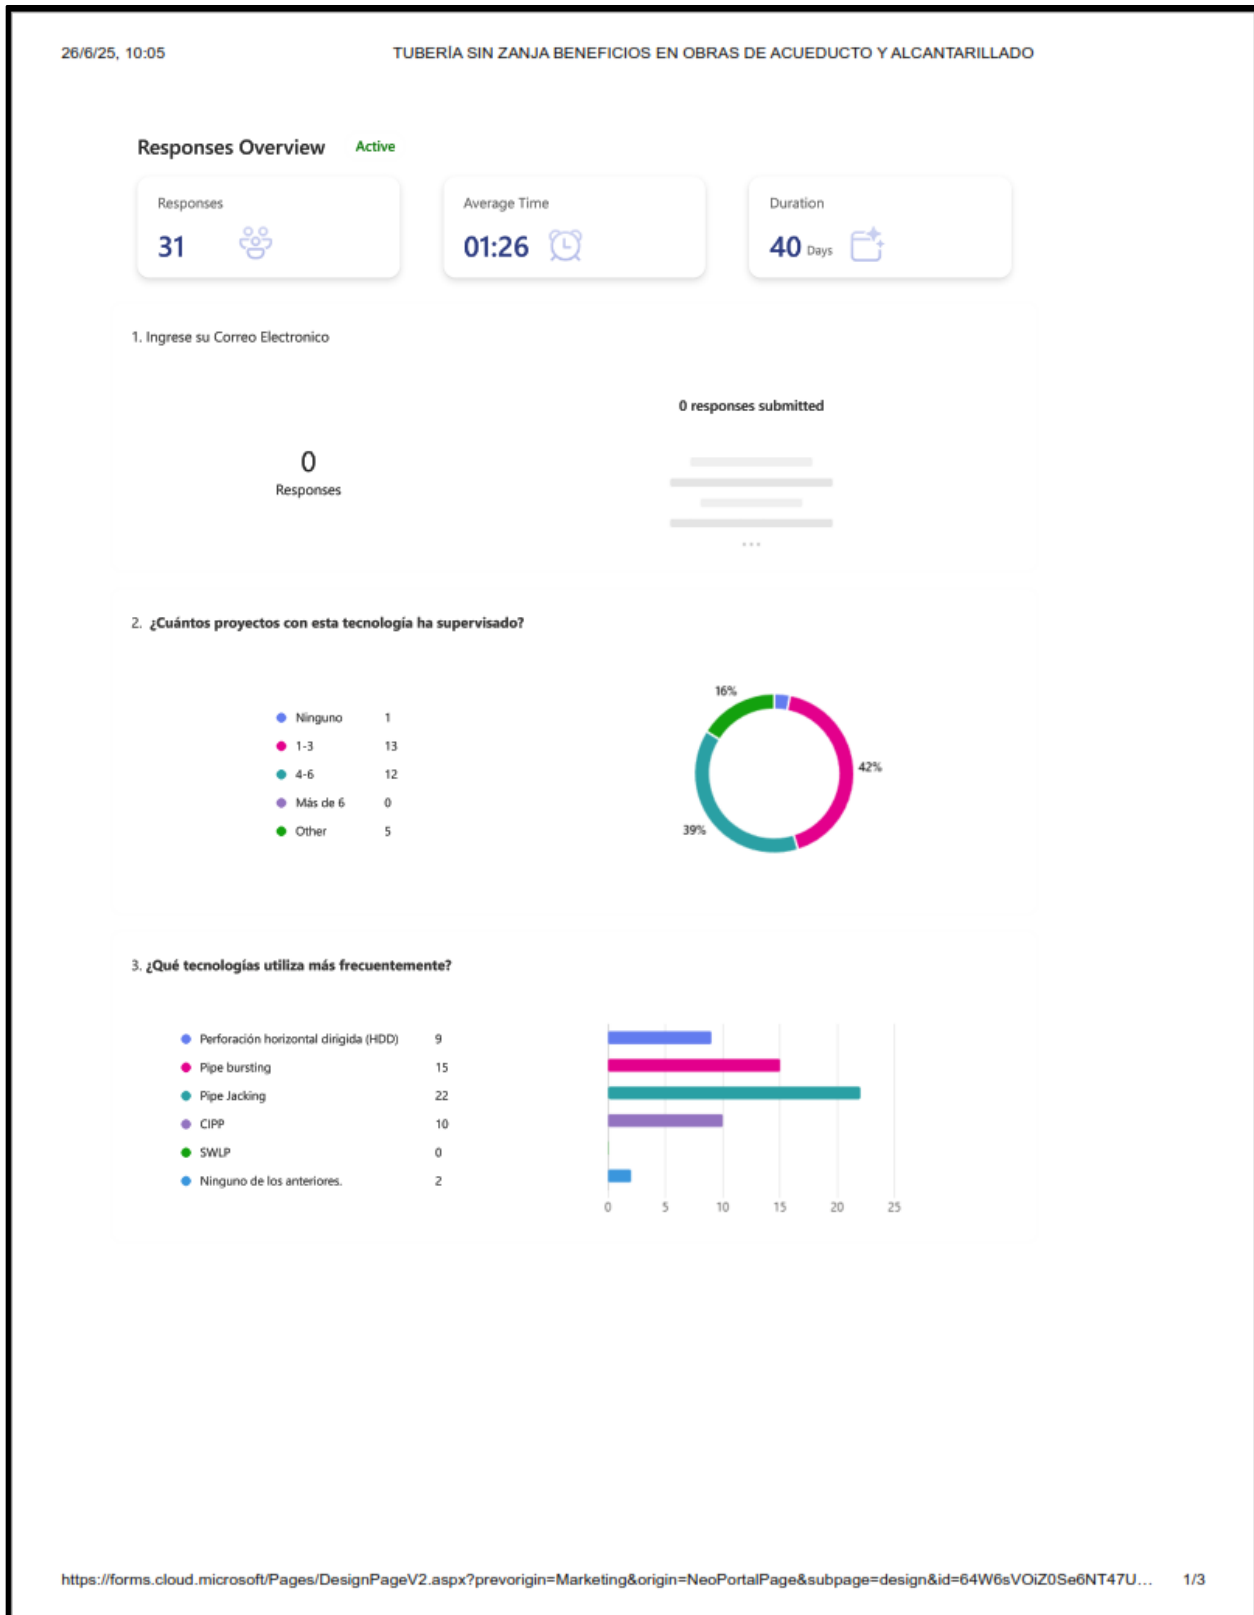 26/6/25, 10:05 TUBERÍA SIN ZANJA BENEFICIOS EN OBRAS DE ACUEDUCTO Y ALCANTARILLADO
Responses Overview Active
Responses
31
Average Time
01:26
Duration
40 Days
1. Ingrese su Correo Electronico
0
Responses
0 responses submitted
2. ¿Cuántos proyectos con esta tecnología ha supervisado?
Ninguno 1
1-3 13
4-6 12
Más de 6 0
Other 5
16%
42%
39%
3. ¿Qué tecnologías utiliza más frecuentemente?
Perforación horizontal dirigida (HDD) 9
Pipe bursting 15
Pipe Jacking 22
CIPP 10
SWLP 0
Ninguno de los anteriores. 2
0 5 10 15 20 25
https://forms.cloud.microsoft/Pages/DesignPageV2.aspx?prevorigin=Marketing&origin=NeoPortalPage&subpage=design&id=64W6sVOiZ0Se6NT47U... 1/3